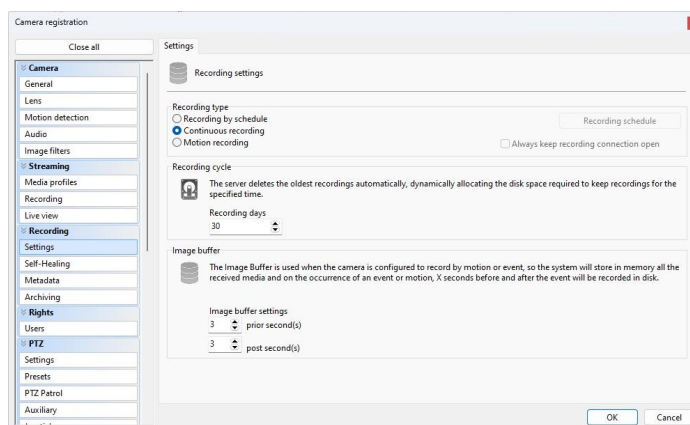 Camera registration
Close all
Camera
General
Lens
Motion detection
Audio
Image filters
Streaming
Media profiles
Recording
Live view
Recording
Settings
Self-Healing
Metadata
Archiving
Rights
Users
PTZ
Settings
Presets
PTZ Patrol
Auxiliary
Settings
Recording settings
Recording type
Recording by schedule
Continuous recording
Motion recording
Recording schedule
Always keep recording connection open
Recording cycle
The server deletes the oldest recordings automatically, dynamically allocating the disk space required to keep recordings for the
specified time.
Recording days
30
Image buffer
The Image Buffer is used when the camera is configured to record by motion or event, so the system will store in memory all the
received media and on the occurrence of an event or motion, X seconds before and after the event will be recorded in disk.
Image buffer settings
3 prior second(s)
3 post second(s)
OK Cancel